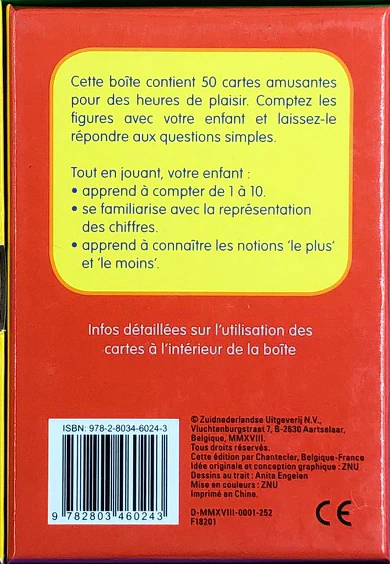 Cette boîte contient 50 cartes amusantes
pour des heures de plaisir. Comptez les
figures avec votre enfant et laissez-le
répondre aux questions simples.
Tout en jouant, votre enfant :
• apprend à compter de 1 à 10.
• se familiarise avec la représentation
des chiffres.
• apprend à connaître les notions ‘le plus’
et ‘le moins’.
Infos détaillées sur l’utilisation des
cartes à l’intérieur de la boîte
ISBN: 978-2-8034-6024-3
9 782803 460243
© Zuidnederlandse Uitgeverij N.V.,
Vluchtenburgstraat 7, B-2630 Aartselaar,
Belgique, MMXVIII.
Tous droits réservés.
Cette édition par Chantecler, Belgique-France
Idée originale et conception graphique : ZNU
Dessins au trait : Anita Engelen
Mise en couleurs : ZNU
Imprimé en Chine.
D-MMXVIII-0001-252
F18201
CE